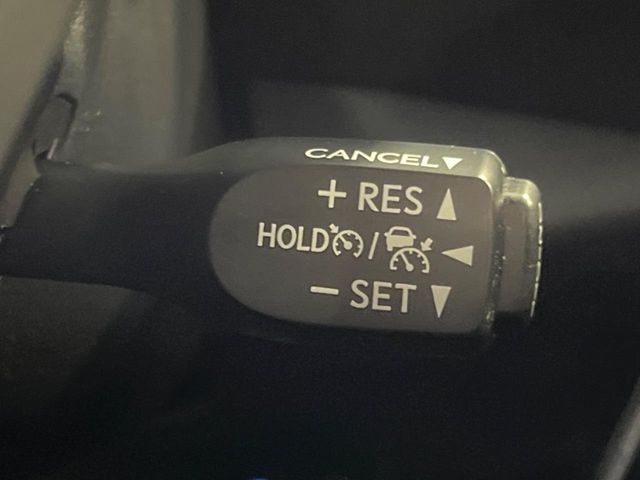 CANCEL▼
+ RES ▲
HOLD / ◀
− SET ▼